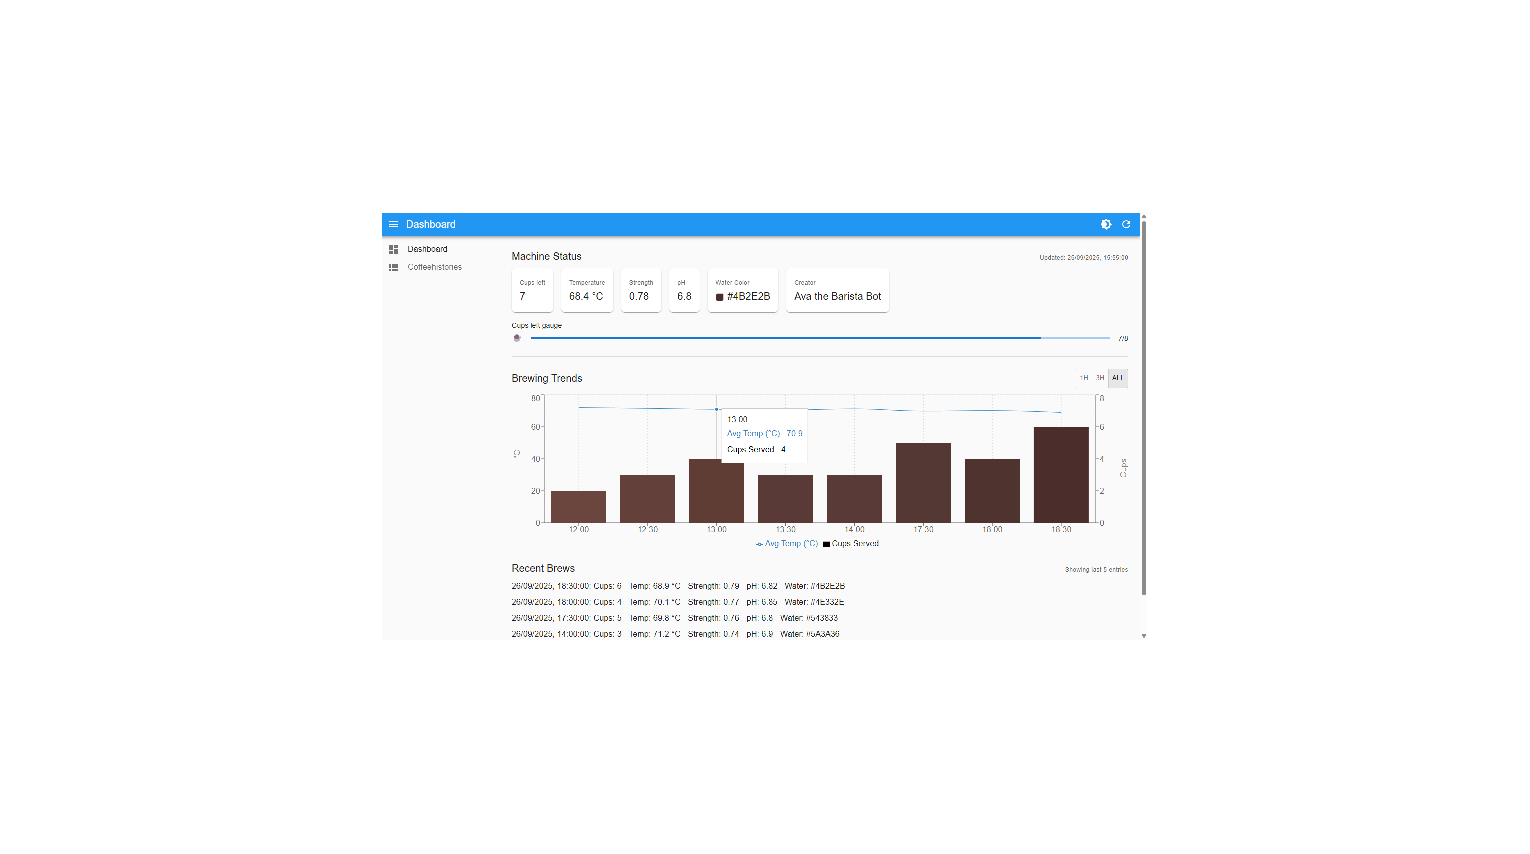 Dashboard
Dashboard
Coffeehistories
Machine Status
Updated: 26/09/2025, 15:55:00
Cups left
7
Temperature
68.4 °C
Strength
0.78
pH
6.8
Water Color
#4B2E2B
Creator
Ava the Barista Bot
Cups left gauge
7/8
Brewing Trends
1H 3H ALL
80
60
40
20
0
°C
8
6
4
2
0
Cups
13:00
Avg Temp (°C) : 70.9
Cups Served : 4
12:00 12:30 13:00 13:30 14:00 17:30 18:00 18:30
Avg Temp (°C) Cups Served
Recent Brews
Showing last 5 entries
26/09/2025, 18:30:00: Cups: 6 Temp: 68.9 °C Strength: 0.79 pH: 6.82 Water: #4B2E2B
26/09/2025, 18:00:00: Cups: 4 Temp: 70.1 °C Strength: 0.77 pH: 6.85 Water: #4E332E
26/09/2025, 17:30:00: Cups: 5 Temp: 69.8 °C Strength: 0.76 pH: 6.8 Water: #543833
26/09/2025, 14:00:00: Cups: 3 Temp: 71.2 °C Strength: 0.74 pH: 6.9 Water: #5A3A36